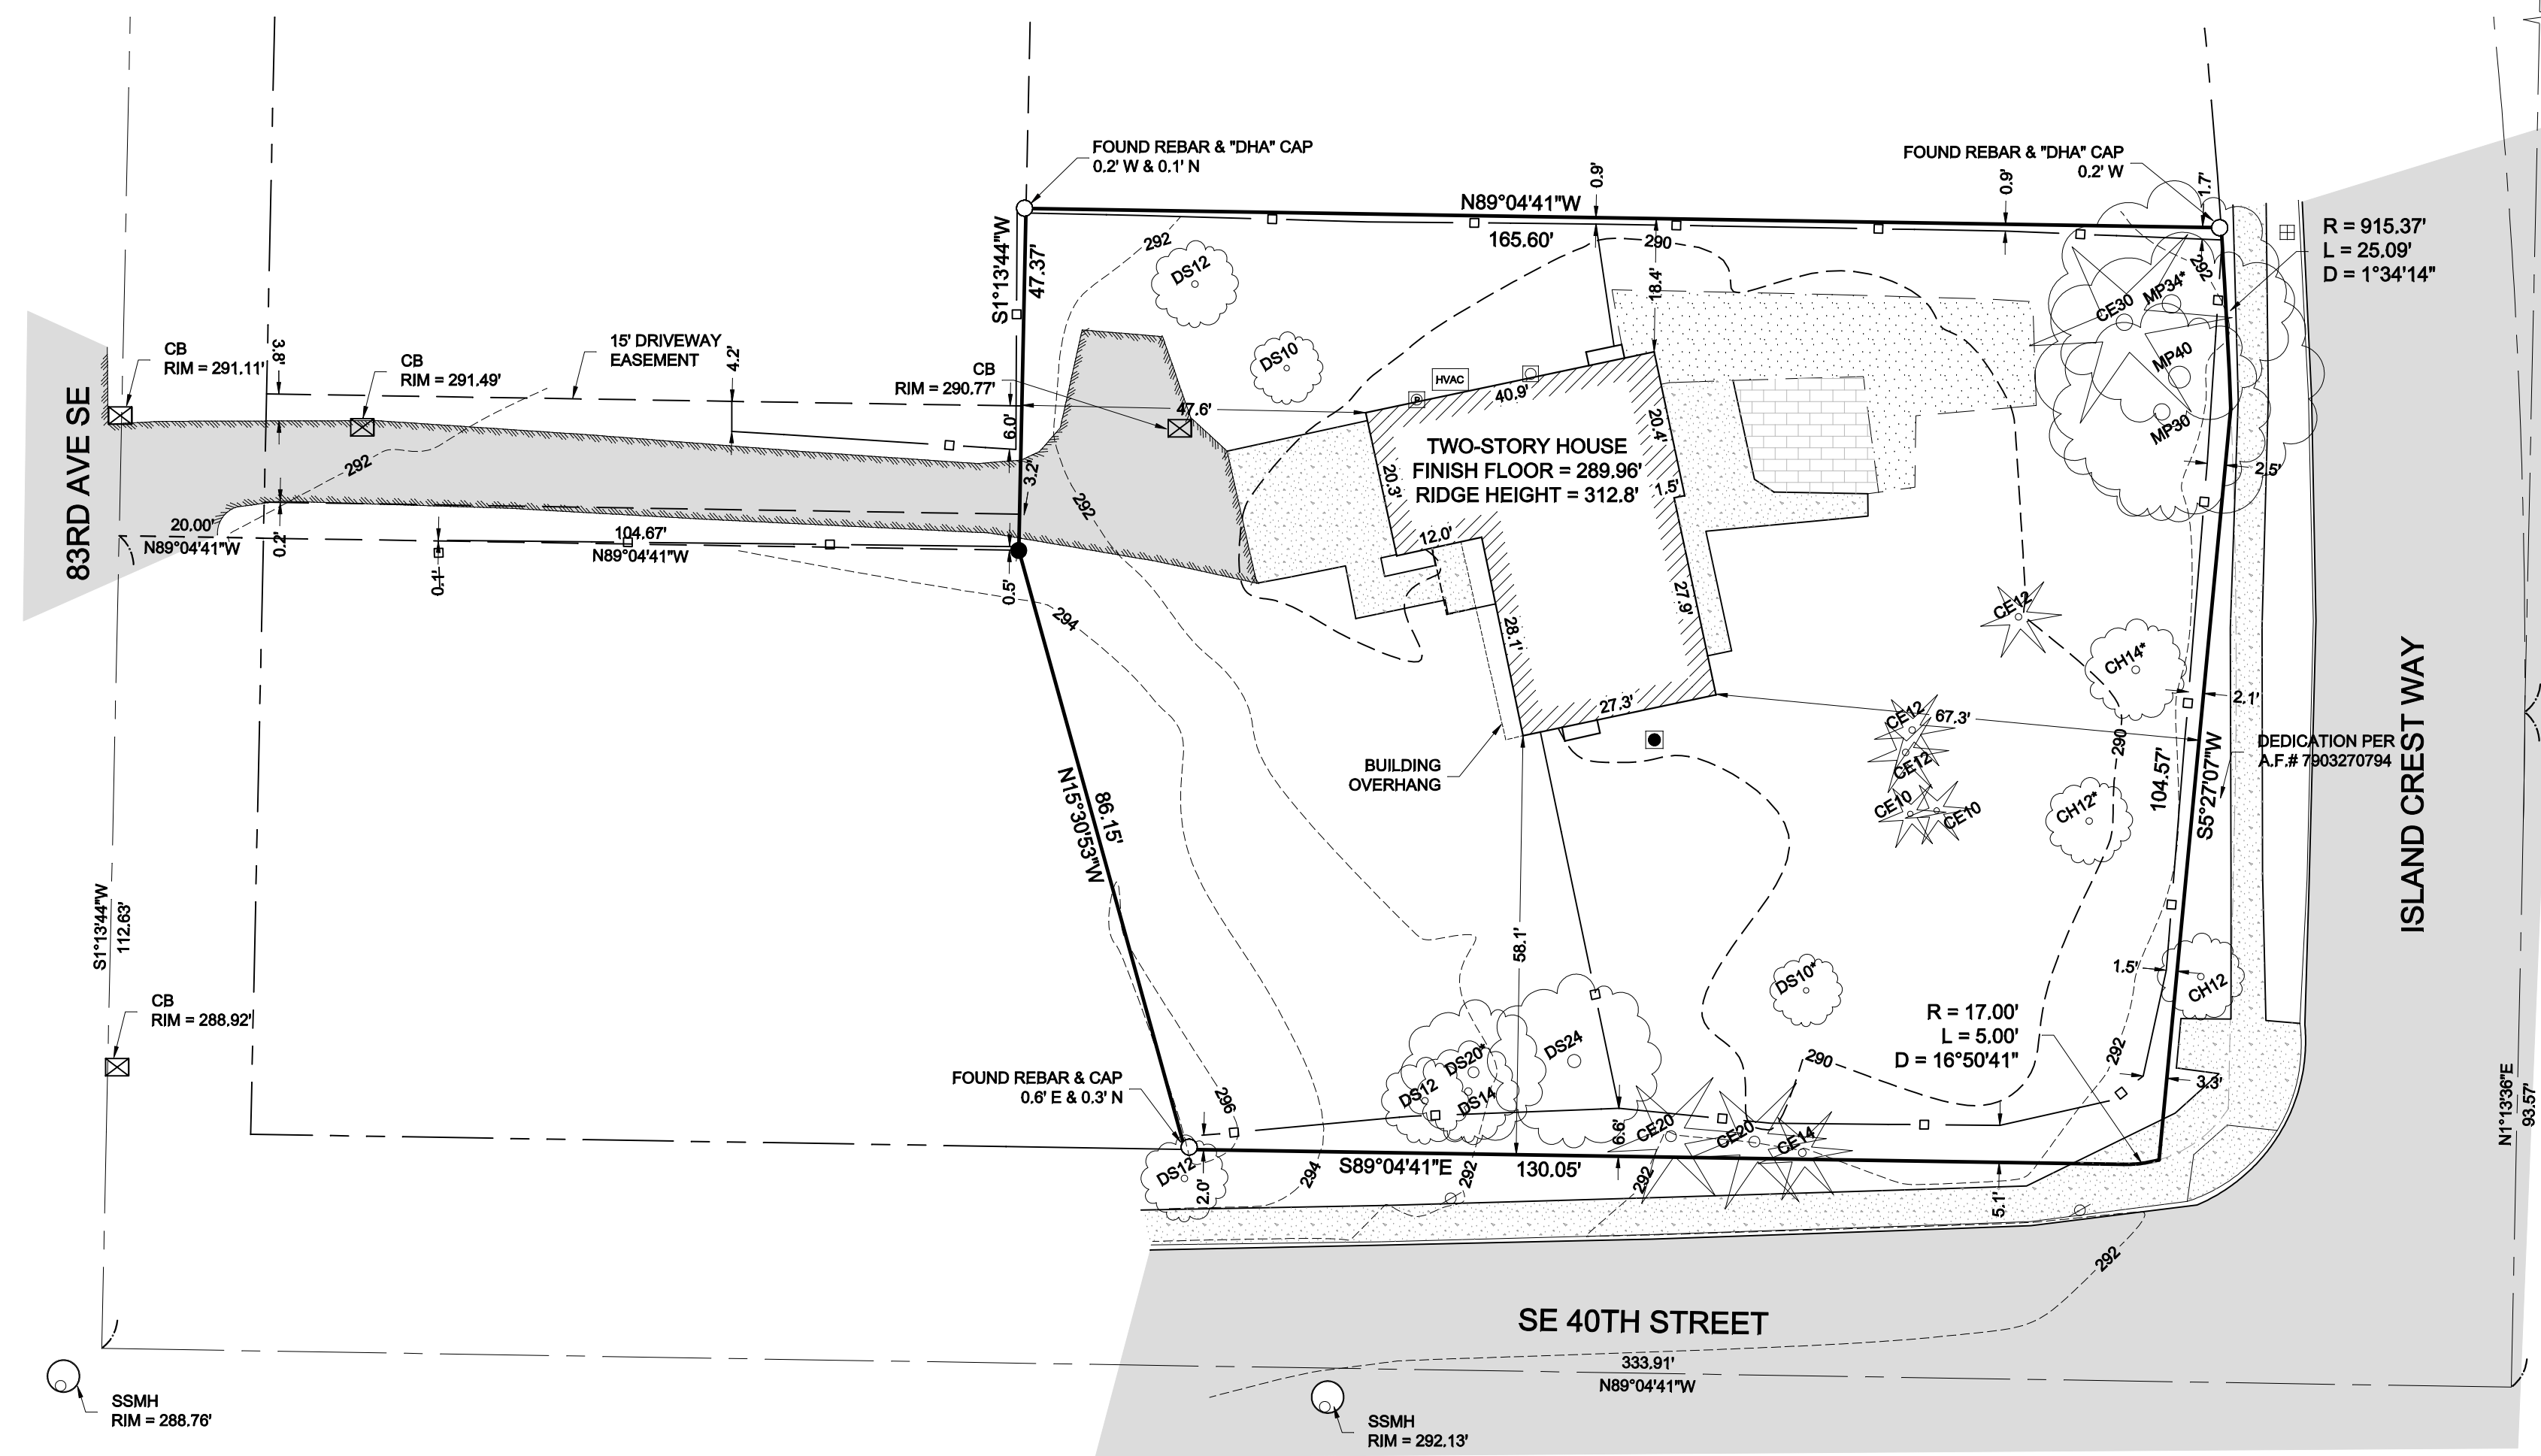 FOUND REBAR & "DHA" CAP
0.2' W & 0.1' N
FOUND REBAR & "DHA" CAP
0.2' W
0.9'
0.9'
1.7'
N89°04'41"W
165.60'
R = 915.37'
L = 25.09'
D = 1°34'14"
S1°13'44"W
47.37'
292
DS12
290
18.4'
292
MP34*
CE30
MP40
MP30
DS10
CB
RIM = 291.11'
3.8'
CB
RIM = 291.49'
15' DRIVEWAY
EASEMENT
4.2'
CB
RIM = 290.77'
HVAC
P
47.6'
40.9'
6.0'
20.4'
TWO-STORY HOUSE
FINISH FLOOR = 289.96'
RIDGE HEIGHT = 312.8'
20.3'
1.5'
3.2'
2.5'
83RD AVE SE
292
292
20.00'
N89°04'41"W
0.2'
104.67'
N89°04'41"W
0.1'
0.5'
12.0'
27.9'
28.1'
294
CE12
CH14*
27.3'
2.1'
CE12
67.3'
CE12
CE10
CE10
290
CH12*
DEDICATION PER
A.F.# 7903270794
S5°27'07"W
104.57'
ISLAND CREST WAY
BUILDING
OVERHANG
86.15'
N15°30'53"W
S1°13'44"W
112.63'
CB
RIM = 288.92'
58.1'
DS10*
1.5'
CH12
R = 17.00'
L = 5.00'
D = 16°50'41"
292
290
3.3'
FOUND REBAR & CAP
0.6' E & 0.3' N
296
DS20*
DS24
DS12
DS14
6.6'
CE20
CE20
CE14
N1°13'36"E
93.57'
DS12
2.0'
294
S89°04'41"E
130.05'
292
292
5.1'
292
SE 40TH STREET
333.91'
N89°04'41"W
SSMH
RIM = 288.76'
SSMH
RIM = 292.13'